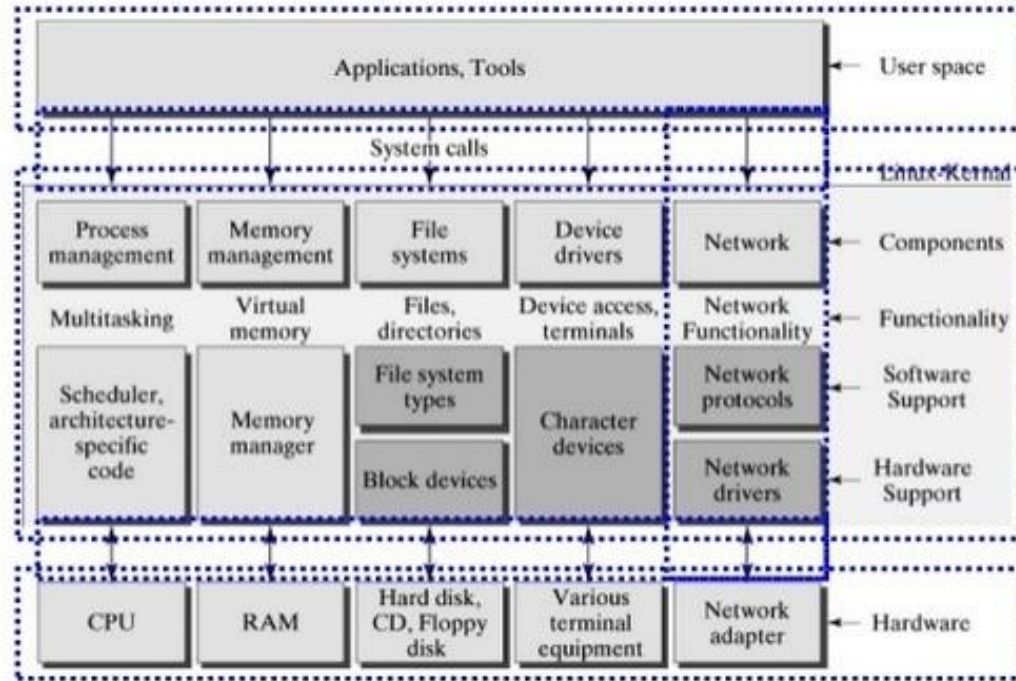 Applications, Tools
User space
System calls
Linux-Kernal
Process
management
Memory
management
File
systems
Device
drivers
Network
Components
Multitasking
Virtual
memory
Files,
directories
Device access,
terminals
Network
Functionality
Functionality
Scheduler,
architecture-
specific
code
Memory
manager
File system
types
Block devices
Character
devices
Network
protocols
Network
drivers
Software
Support
Hardware
Support
CPU
RAM
Hard disk,
CD, Floppy
disk
Various
terminal
equipment
Network
adapter
Hardware